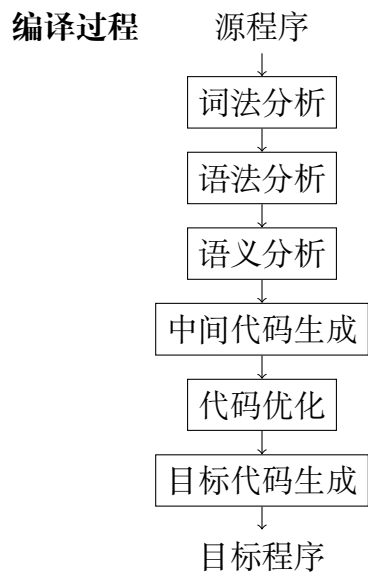 编译过程 源程序
词法分析
语法分析
语义分析
中间代码生成
代码优化
目标代码生成
目标程序